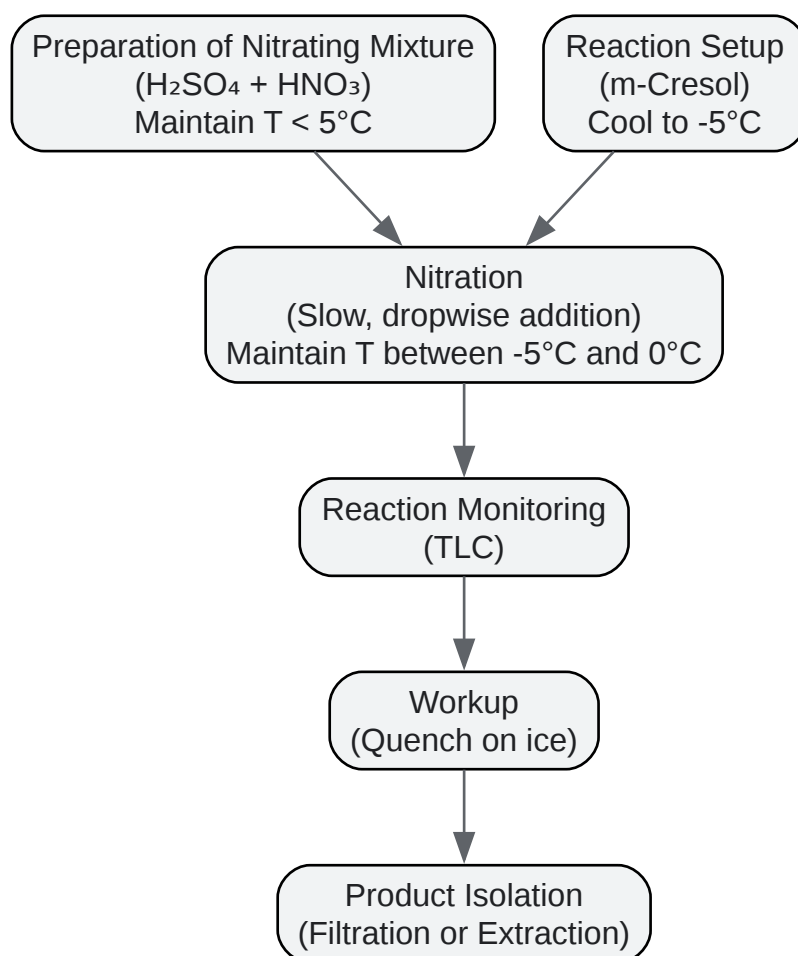 Preparation of Nitrating Mixture
(H₂SO₄ + HNO₃)
Maintain T < 5°C
Reaction Setup
(m-Cresol)
Cool to -5°C
Nitration
(Slow, dropwise addition)
Maintain T between -5°C and 0°C
Reaction Monitoring
(TLC)
Workup
(Quench on ice)
Product Isolation
(Filtration or Extraction)